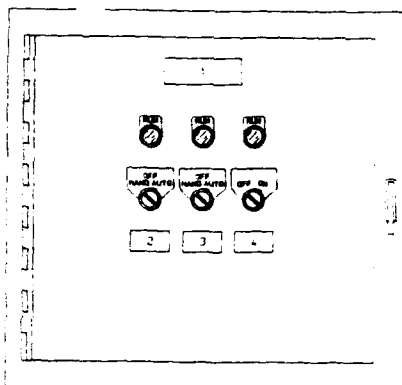 1
RUN RUN RUN
OFF OFF
HAND AUTO HAND AUTO OFF ON
2 3 4